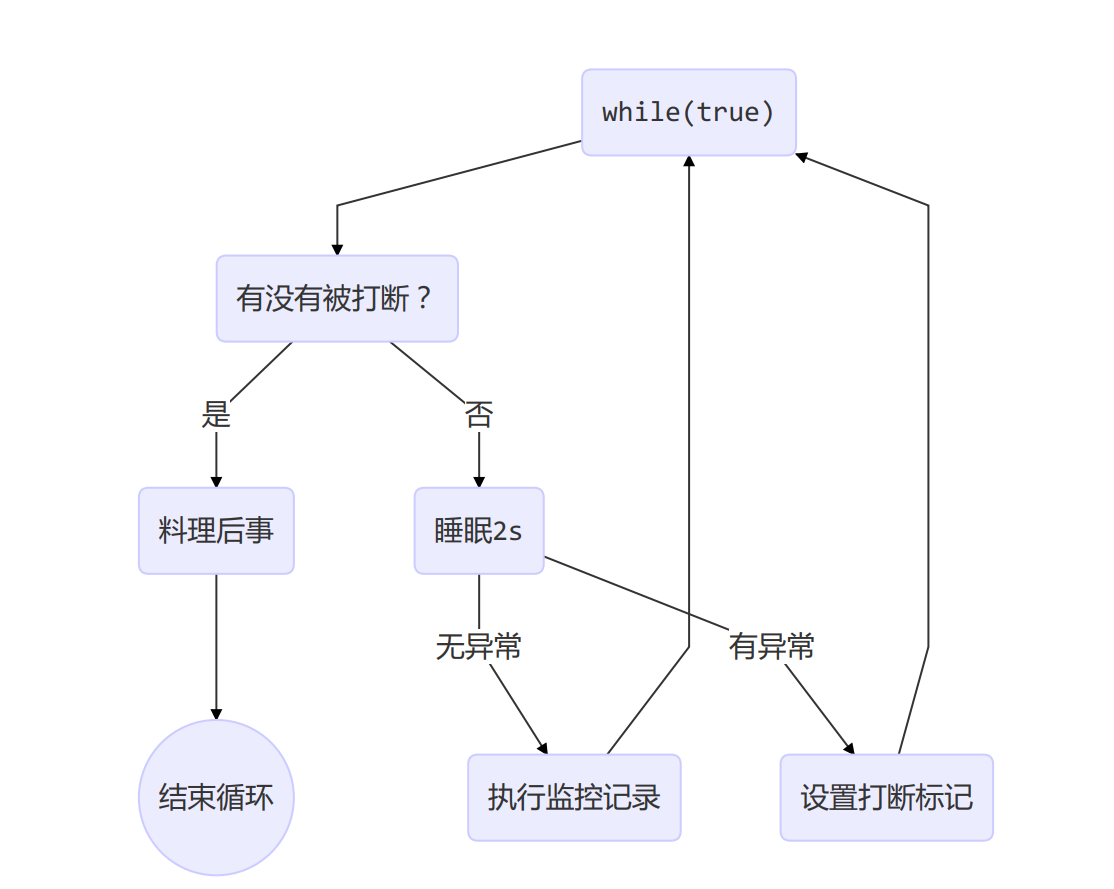 while(true)
有没有被打断？
是
否
料理后事
睡眠2s
无异常
有异常
结束循环
执行监控记录
设置打断标记